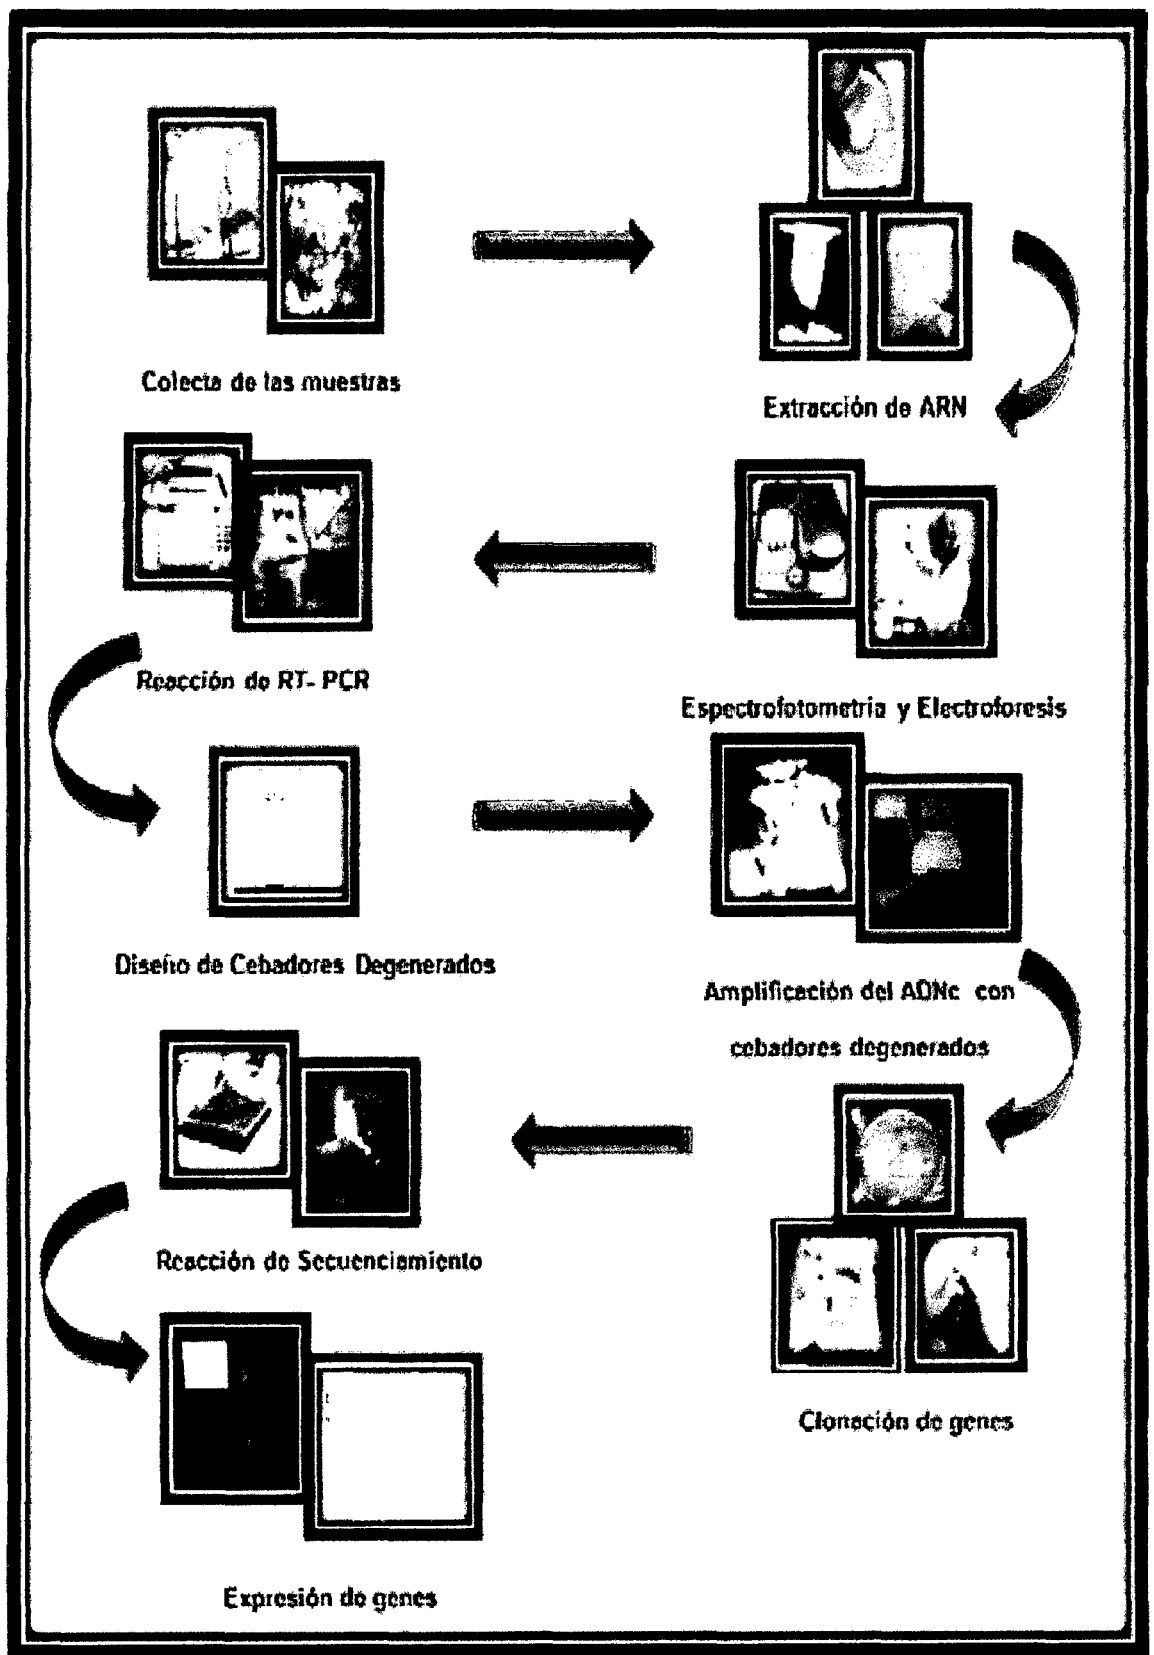 Colecta de las muestras
Extracción de ARN
Espectrofotometria y Electroforesis
Reacción de RT- PCR
Diseño de Cebadores Degenerados
Amplificación del ADNc con
cebadores degenerados
Clonación de genes
Reacción de Secuenciamiento
Expresión de genes